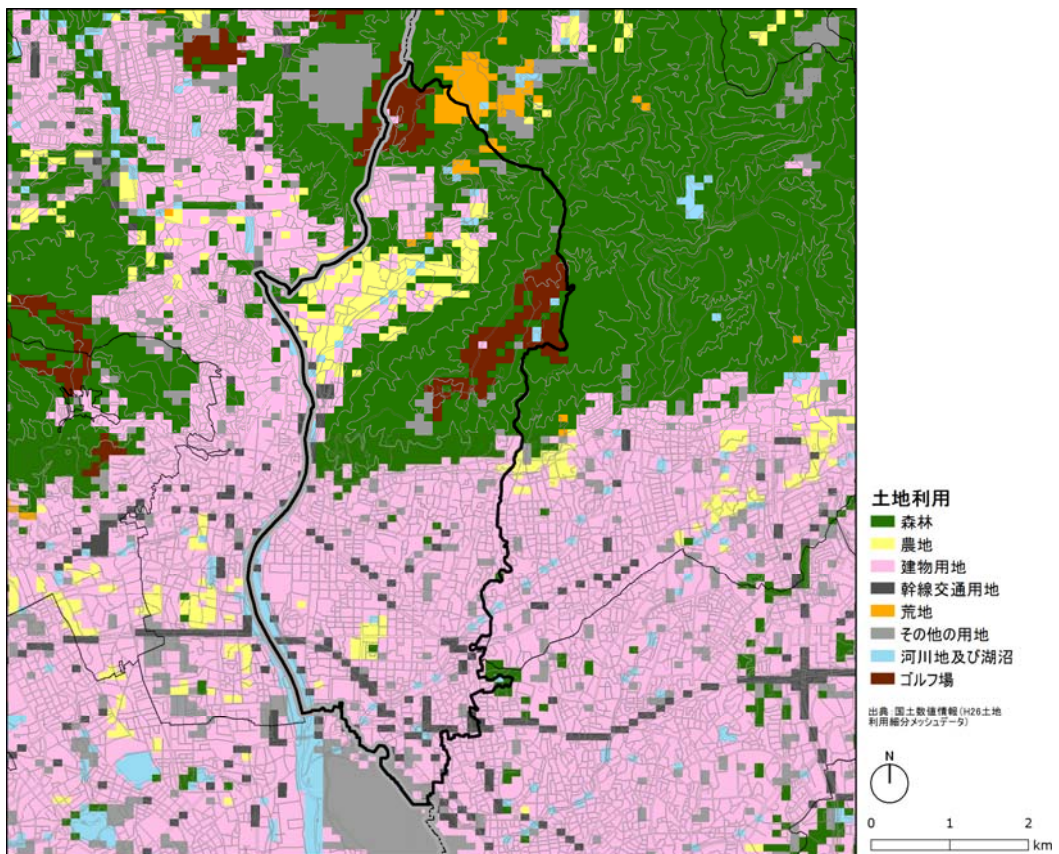 土地利用
森林
農地
建物用地
幹線交通用地
荒地
その他の用地
河川地及び湖沼
ゴルフ場
出典：国土数値情報（H26土地
利用細分メッシュデータ）
N
0 1 2
km